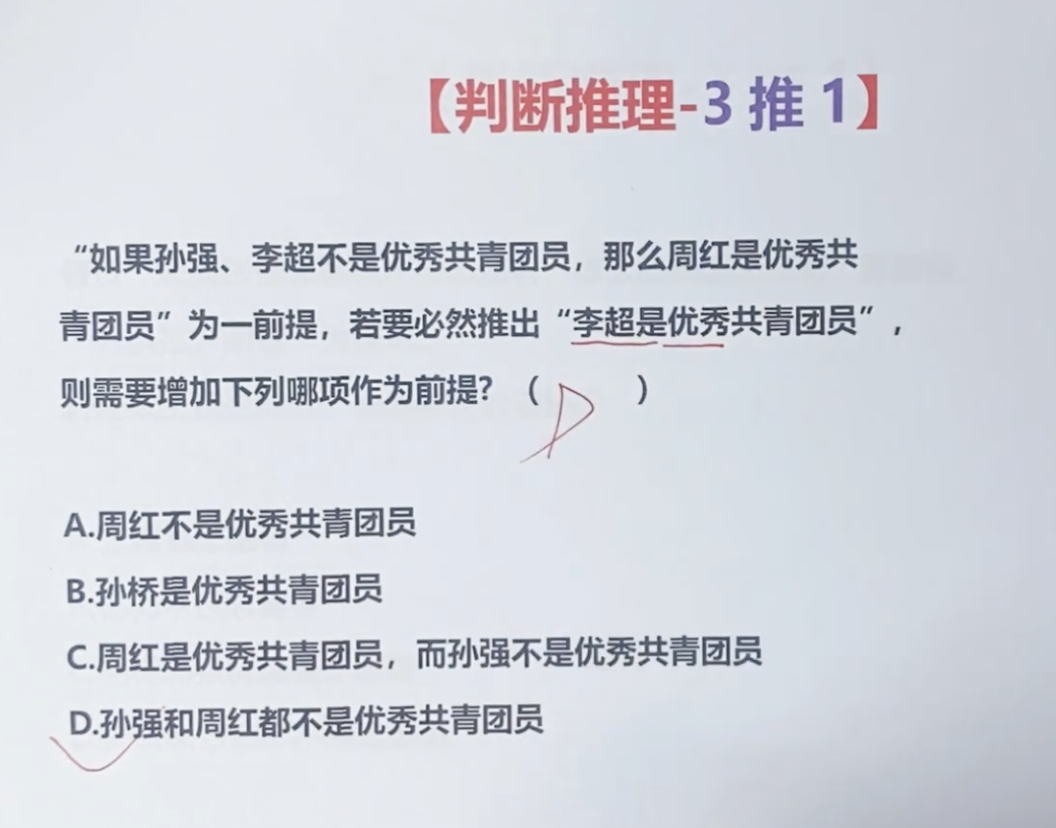 【判断推理-3 推 1】
“如果孙强、李超不是优秀共青团员，那么周红是优秀共
青团员”为一前提，若要必然推出“李超是优秀共青团员”，
则需要增加下列哪项作为前提？（ D ）
A.周红不是优秀共青团员
B.孙桥是优秀共青团员
C.周红是优秀共青团员，而孙强不是优秀共青团员
D.孙强和周红都不是优秀共青团员